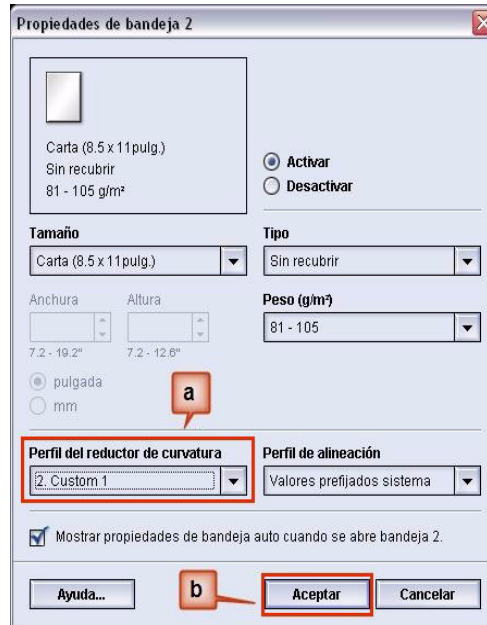 Propiedades de bandeja 2
Carta (8.5 x 11pulg.)
Sin recubrir
81 - 105 g/m²
Activar
Desactivar
Tamaño
Tipo
Carta (8.5 x 11pulg.)
Sin recubrir
Anchura
Altura
Peso (g/m²)
81 - 105
7.2 - 19.2"
7.2 - 12.6"
pulgada
mm
a
Perfil del reductor de curvatura
Perfil de alineación
2. Custom 1
Valores prefijados sistema
Mostrar propiedades de bandeja auto cuando se abre bandeja 2.
b
Ayuda...
Aceptar
Cancelar